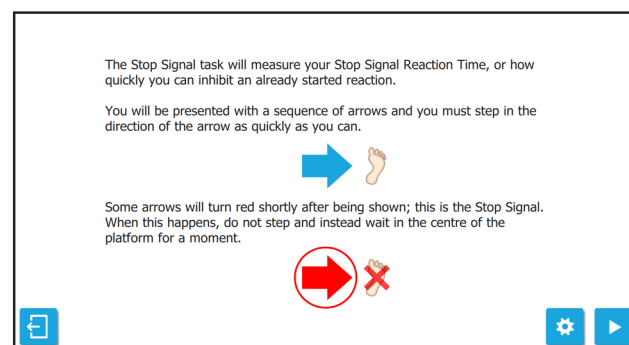 The Stop Signal task will measure your Stop Signal Reaction Time, or how
quickly you can inhibit an already started reaction.
You will be presented with a sequence of arrows and you must step in the
direction of the arrow as quickly as you can.
Some arrows will turn red shortly after being shown; this is the Stop Signal.
When this happens, do not step and instead wait in the centre of the
platform for a moment.